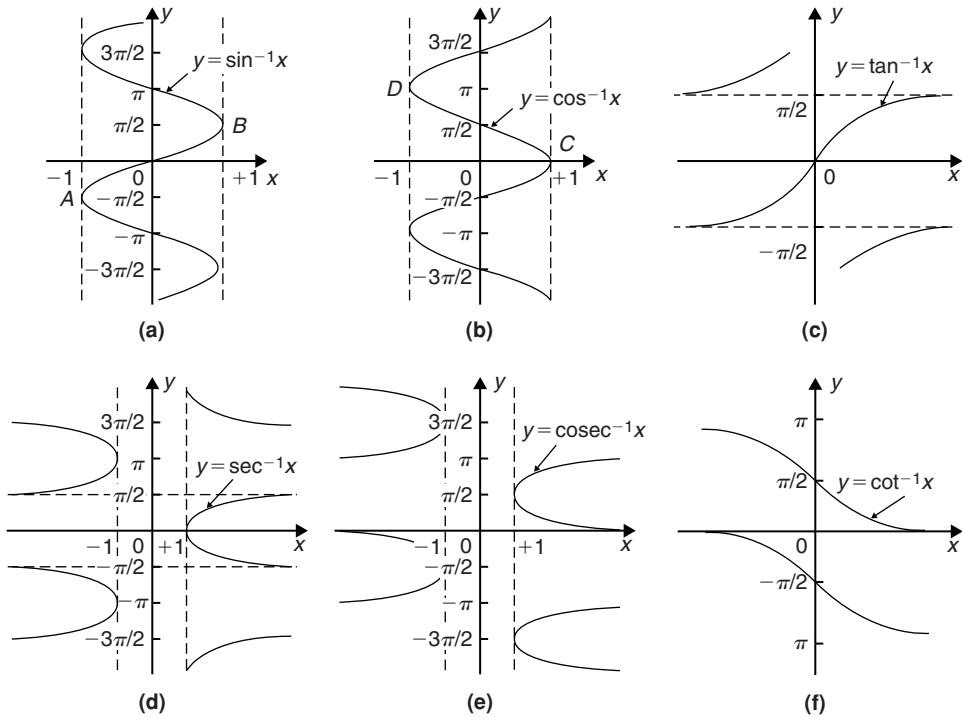 y
3π/2
y = sin⁻¹x
π
π/2
B
−1
0
+1 x
A
−π/2
−π
−3π/2
(a)
y
3π/2
D
π
y = cos⁻¹x
π/2
C
−1
0
+1
x
−π/2
−π
−3π/2
(b)
y
y = tan⁻¹x
π/2
0
x
−π/2
(c)
y
3π/2
π
y = sec⁻¹x
π/2
−1
0
+1
x
−π/2
−π
−3π/2
(d)
y
3π/2
y = cosec⁻¹x
π
π/2
−1
0
+1
x
−π/2
−π
−3π/2
(e)
y
π
π/2
y = cot⁻¹x
0
x
−π/2
π
(f)